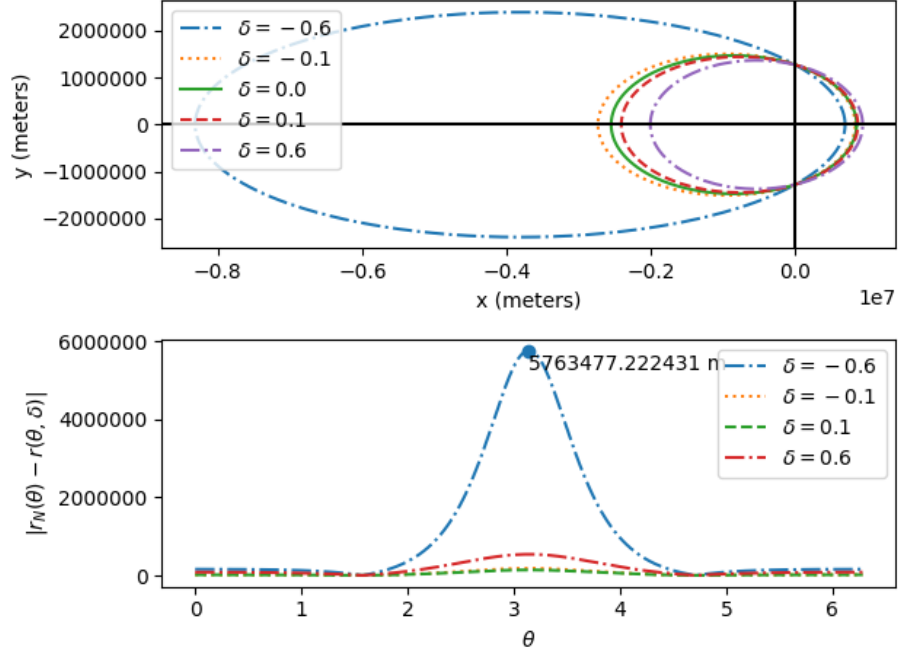 2000000
1000000
0
−1000000
−2000000
y (meters)
δ = −0.6
δ = −0.1
δ = 0.0
δ = 0.1
δ = 0.6
−0.8
−0.6
−0.4
−0.2
0.0
1e7
x (meters)
6000000
4000000
2000000
0
|r_N(θ) − r(θ, δ)|
5763477.222431 m
δ = −0.6
δ = −0.1
δ = 0.1
δ = 0.6
0
1
2
3
4
5
6
θ